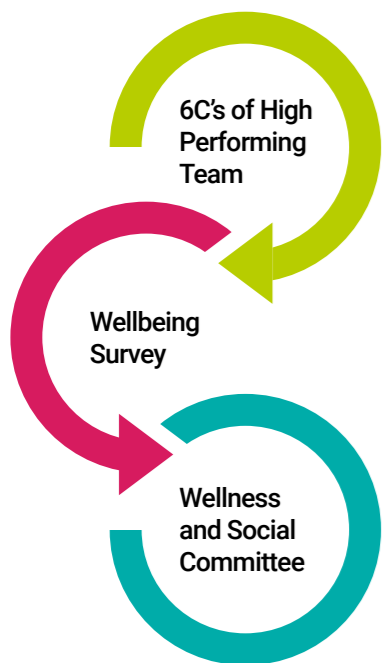 6C’s of High
Performing
Team
Wellbeing
Survey
Wellness
and Social
Committee